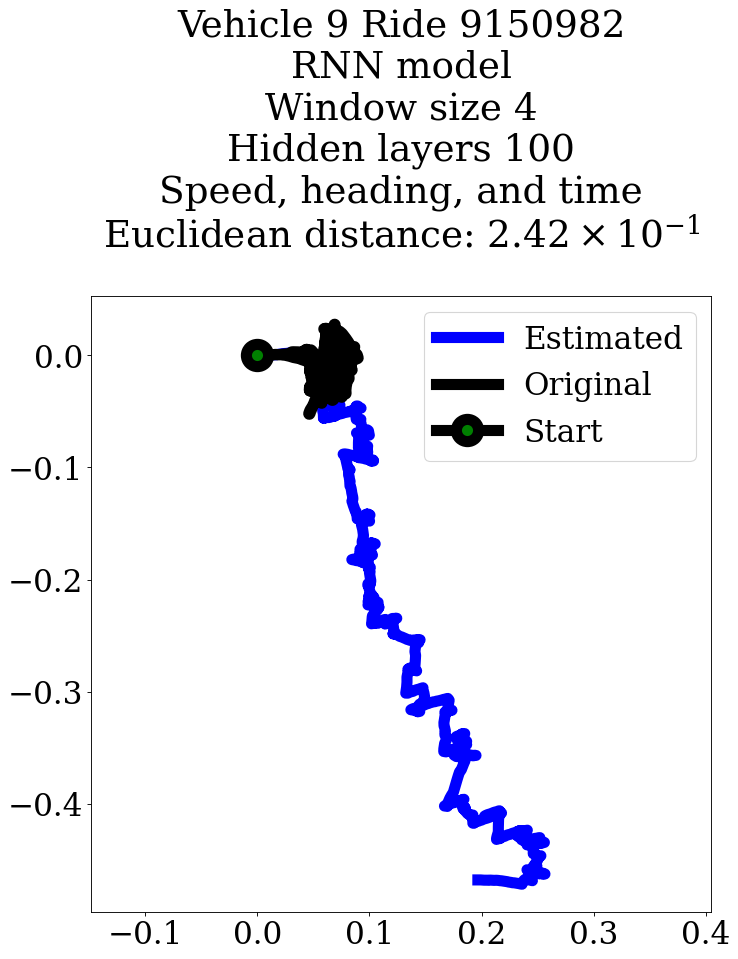 Vehicle 9 Ride 9150982
RNN model
Window size 4
Hidden layers 100
Speed, heading, and time
Euclidean distance: 2.42 × 10⁻¹
Estimated
Original
Start
0.0
−0.1
−0.2
−0.3
−0.4
−0.1 0.0 0.1 0.2 0.3 0.4